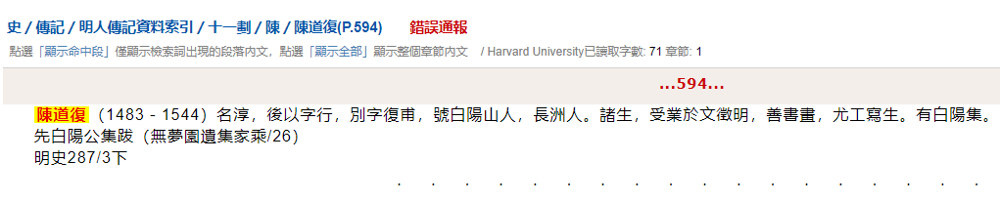 史 / 傳記 / 明人傳記資料索引 / 十一劃 / 陳 / 陳道復(P.594) 錯誤通報
點選「顯示命中段」僅顯示檢索詞出現的段落內文，點選「顯示全部」顯示整個章節內文 / Harvard University已讀取字數: 71 章節: 1
...594...
陳道復（1483－1544）名淳，後以字行，別字復甫，號白陽山人，長洲人。諸生，受業於文徵明，善書畫，尤工寫生。有白陽集。
先白陽公集跋（無夢園遺集家乘/26）
明史287/3下
. . . . . . . . . . . . . . . . . .